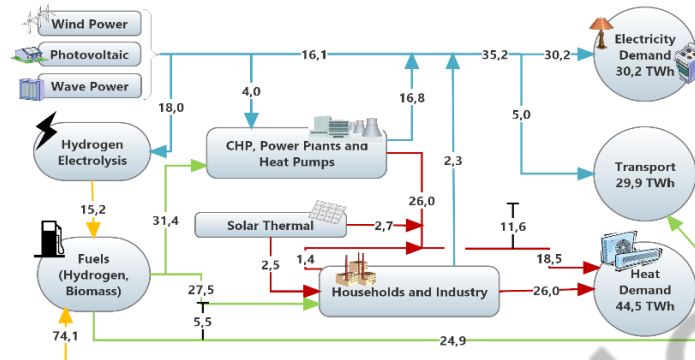 Wind Power
Photovoltaic
Wave Power
16,1
35,2
30,2
Electricity
Demand
30,2 TWh
18,0
4,0
16,8
5,0
Hydrogen
Electrolysis
CHP, Power Plants and
Heat Pumps
2,3
Transport
29,9 TWh
15,2
31,4
26,0
Solar Thermal
2,7
11,6
Fuels
(Hydrogen,
Biomass)
2,5
1,4
18,5
Heat
Demand
44,5 TWh
27,5
Households and Industry
26,0
5,5
74,1
24,9